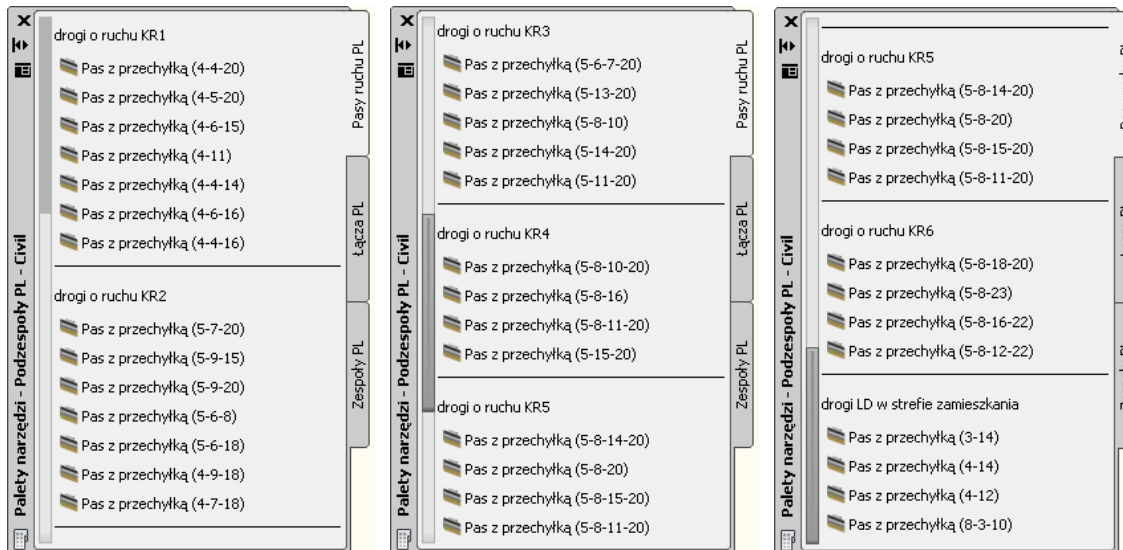 drogi o ruchu KR1
Pas z przechyłką (4-4-20)
Pas z przechyłką (4-5-20)
Pas z przechyłką (4-6-15)
Pas z przechyłką (4-11)
Pas z przechyłką (4-4-14)
Pas z przechyłką (4-6-16)
Pas z przechyłką (4-4-16)
drogi o ruchu KR2
Pas z przechyłką (5-7-20)
Pas z przechyłką (5-9-15)
Pas z przechyłką (5-9-20)
Pas z przechyłką (5-6-8)
Pas z przechyłką (5-6-18)
Pas z przechyłką (4-9-18)
Pas z przechyłką (4-7-18)
Palety narzędzi - Podzespoły PL - Civil
Pasy ruchu PL
Łącza PL
Zespoły PL
drogi o ruchu KR3
Pas z przechyłką (5-6-7-20)
Pas z przechyłką (5-13-20)
Pas z przechyłką (5-8-10)
Pas z przechyłką (5-14-20)
Pas z przechyłką (5-11-20)
drogi o ruchu KR4
Pas z przechyłką (5-8-10-20)
Pas z przechyłką (5-8-16)
Pas z przechyłką (5-8-11-20)
Pas z przechyłką (5-15-20)
drogi o ruchu KR5
Pas z przechyłką (5-8-14-20)
Pas z przechyłką (5-8-20)
Pas z przechyłką (5-8-15-20)
Pas z przechyłką (5-8-11-20)
Palety narzędzi - Podzespoły PL - Civil
Pasy ruchu PL
Łącza PL
Zespoły PL
drogi o ruchu KR5
Pas z przechyłką (5-8-14-20)
Pas z przechyłką (5-8-20)
Pas z przechyłką (5-8-15-20)
Pas z przechyłką (5-8-11-20)
drogi o ruchu KR6
Pas z przechyłką (5-8-18-20)
Pas z przechyłką (5-8-23)
Pas z przechyłką (5-8-16-22)
Pas z przechyłką (5-8-12-22)
drogi LD w strefie zamieszkania
Pas z przechyłką (3-14)
Pas z przechyłką (4-14)
Pas z przechyłką (4-12)
Pas z przechyłką (8-3-10)
Palety narzędzi - Podzespoły PL - Civil